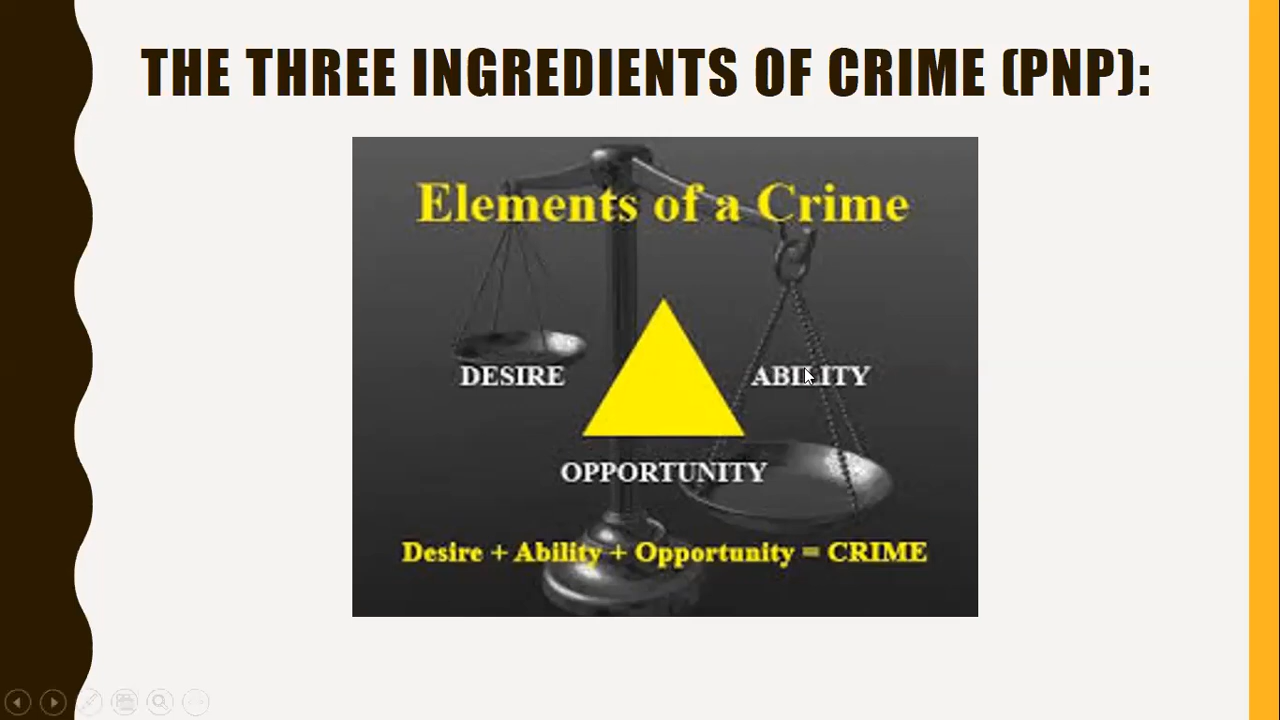 THE THREE INGREDIENTS OF CRIME (PNP):
Elements of a Crime
DESIRE
ABILITY
OPPORTUNITY
Desire + Ability + Opportunity = CRIME